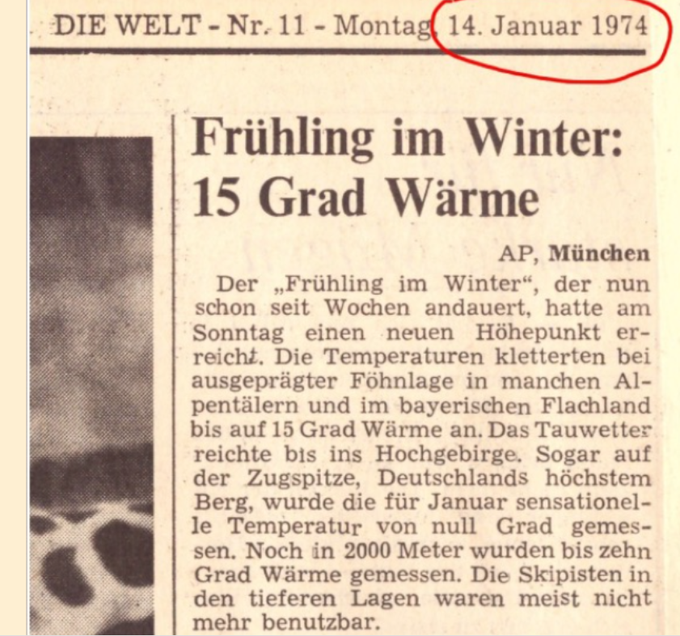 DIE WELT - Nr. 11 - Montag, 14. Januar 1974
Frühling im Winter:
15 Grad Wärme
AP, München
Der „Frühling im Winter“, der nun
schon seit Wochen andauert, hatte am
Sonntag einen neuen Höhepunkt er-
reicht. Die Temperaturen kletterten bei
ausgeprägter Föhnlage in manchen Al-
pentälern und im bayerischen Flachland
bis auf 15 Grad Wärme an. Das Tauwetter
reichte bis ins Hochgebirge. Sogar auf
der Zugspitze, Deutschlands höchstem
Berg, wurde die für Januar sensationel-
le Temperatur von null Grad gemes-
sen. Noch in 2000 Meter wurden bis zehn
Grad Wärme gemessen. Die Skipisten in
den tieferen Lagen waren meist nicht
mehr benutzbar.